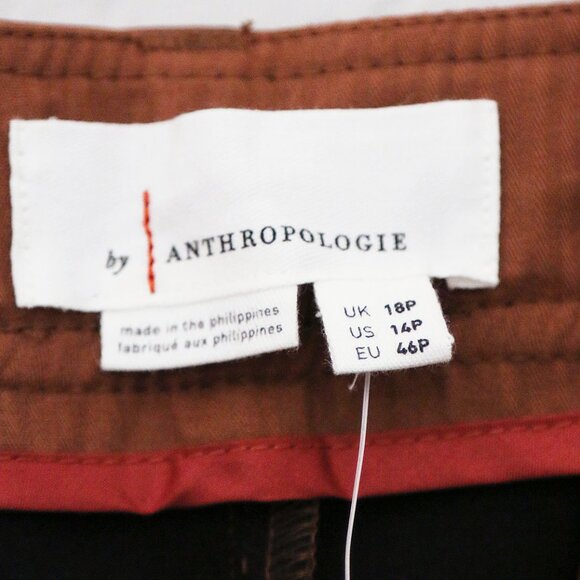 by ANTHROPOLOGIE
made in the philippines
fabriqué aux philippines
UK 18P
US 14P
EU 46P